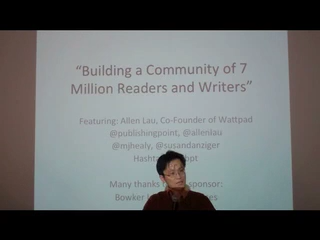 "Building a Community of 7
Million Readers and Writers"
Featuring: Allen Lau, Co-Founder of Wattpad
@publishingpoint, @allenlau
@mjhealy, @susandanziger
Many thanks
sponsor:
Bowker